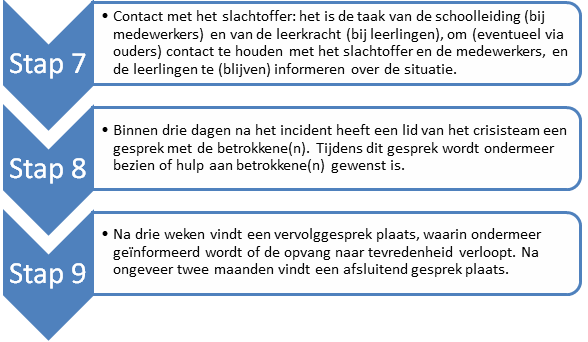 Stap 7
• Contact met het slachtoffer: het is de taak van de schoolleiding (bij
medewerkers) en van de leerkracht (bij leerlingen), om (eventueel via
ouders) contact te houden met het slachtoffer en de medewerkers, en
de leerlingen te (blijven) informeren over de situatie.
Stap 8
• Binnen drie dagen na het incident heeft een lid van het crisisteam een
gesprek met de betrokkene(n). Tijdens dit gesprek wordt ondermeer
bezien of hulp aan betrokkene(n) gewenst is.
Stap 9
• Na drie weken vindt een vervolggesprek plaats, waarin ondermeer
geïnformeerd wordt of de opvang naar tevredenheid verloopt. Na
ongeveer twee maanden vindt een afsluitend gesprek plaats.